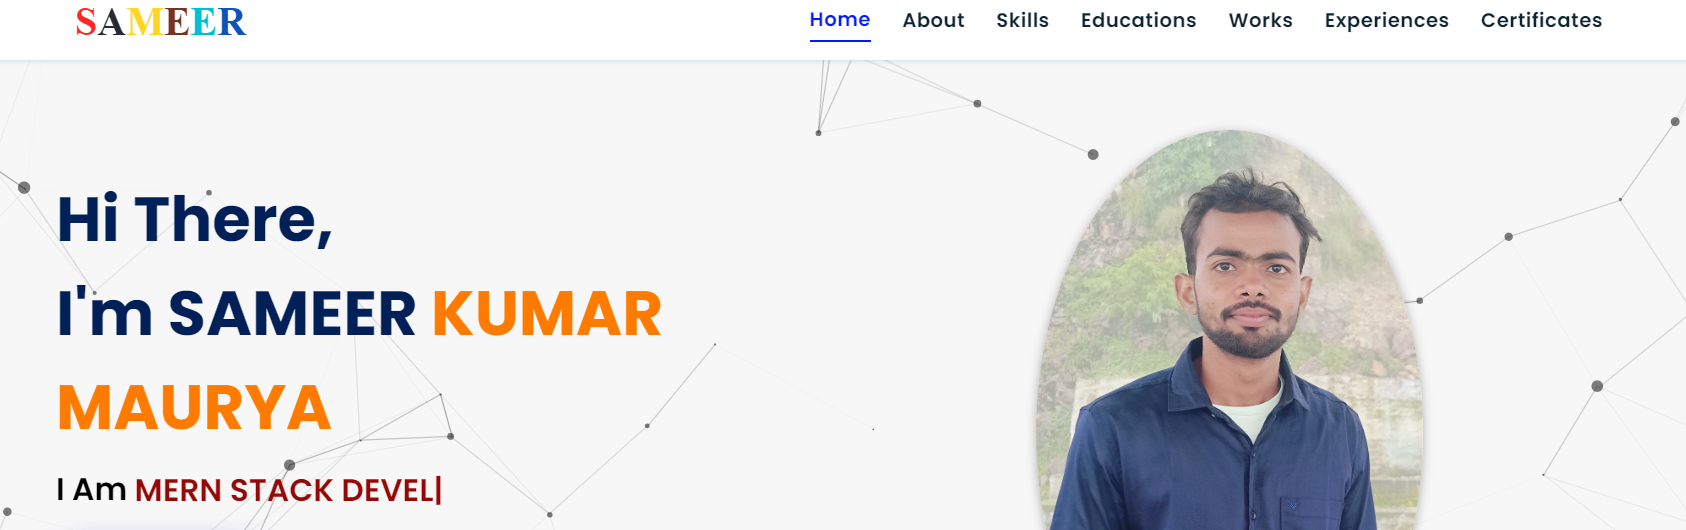 SAMEER
Home About Skills Educations Works Experiences Certificates
Hi There,
I'm SAMEER KUMAR
MAURYA
I Am MERN STACK DEVEL|